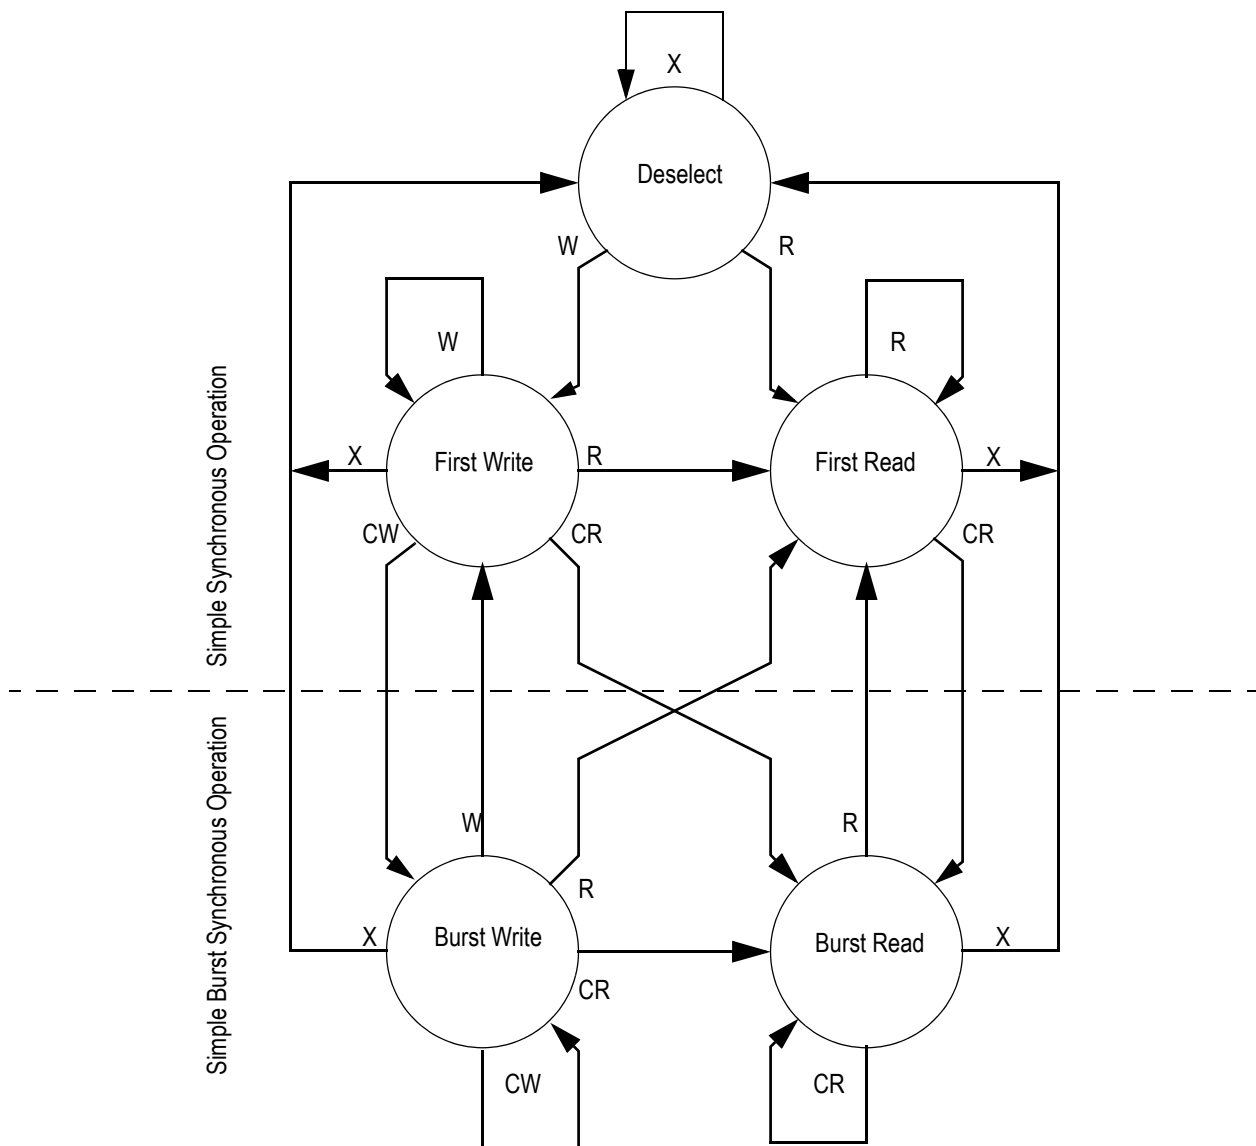 X
Deselect
W
R
W
R
X
First Write
R
First Read
X
CW
CR
CR
Simple Synchronous Operation
Simple Burst Synchronous Operation
W
R
R
X
Burst Write
Burst Read
X
CR
CW
CR